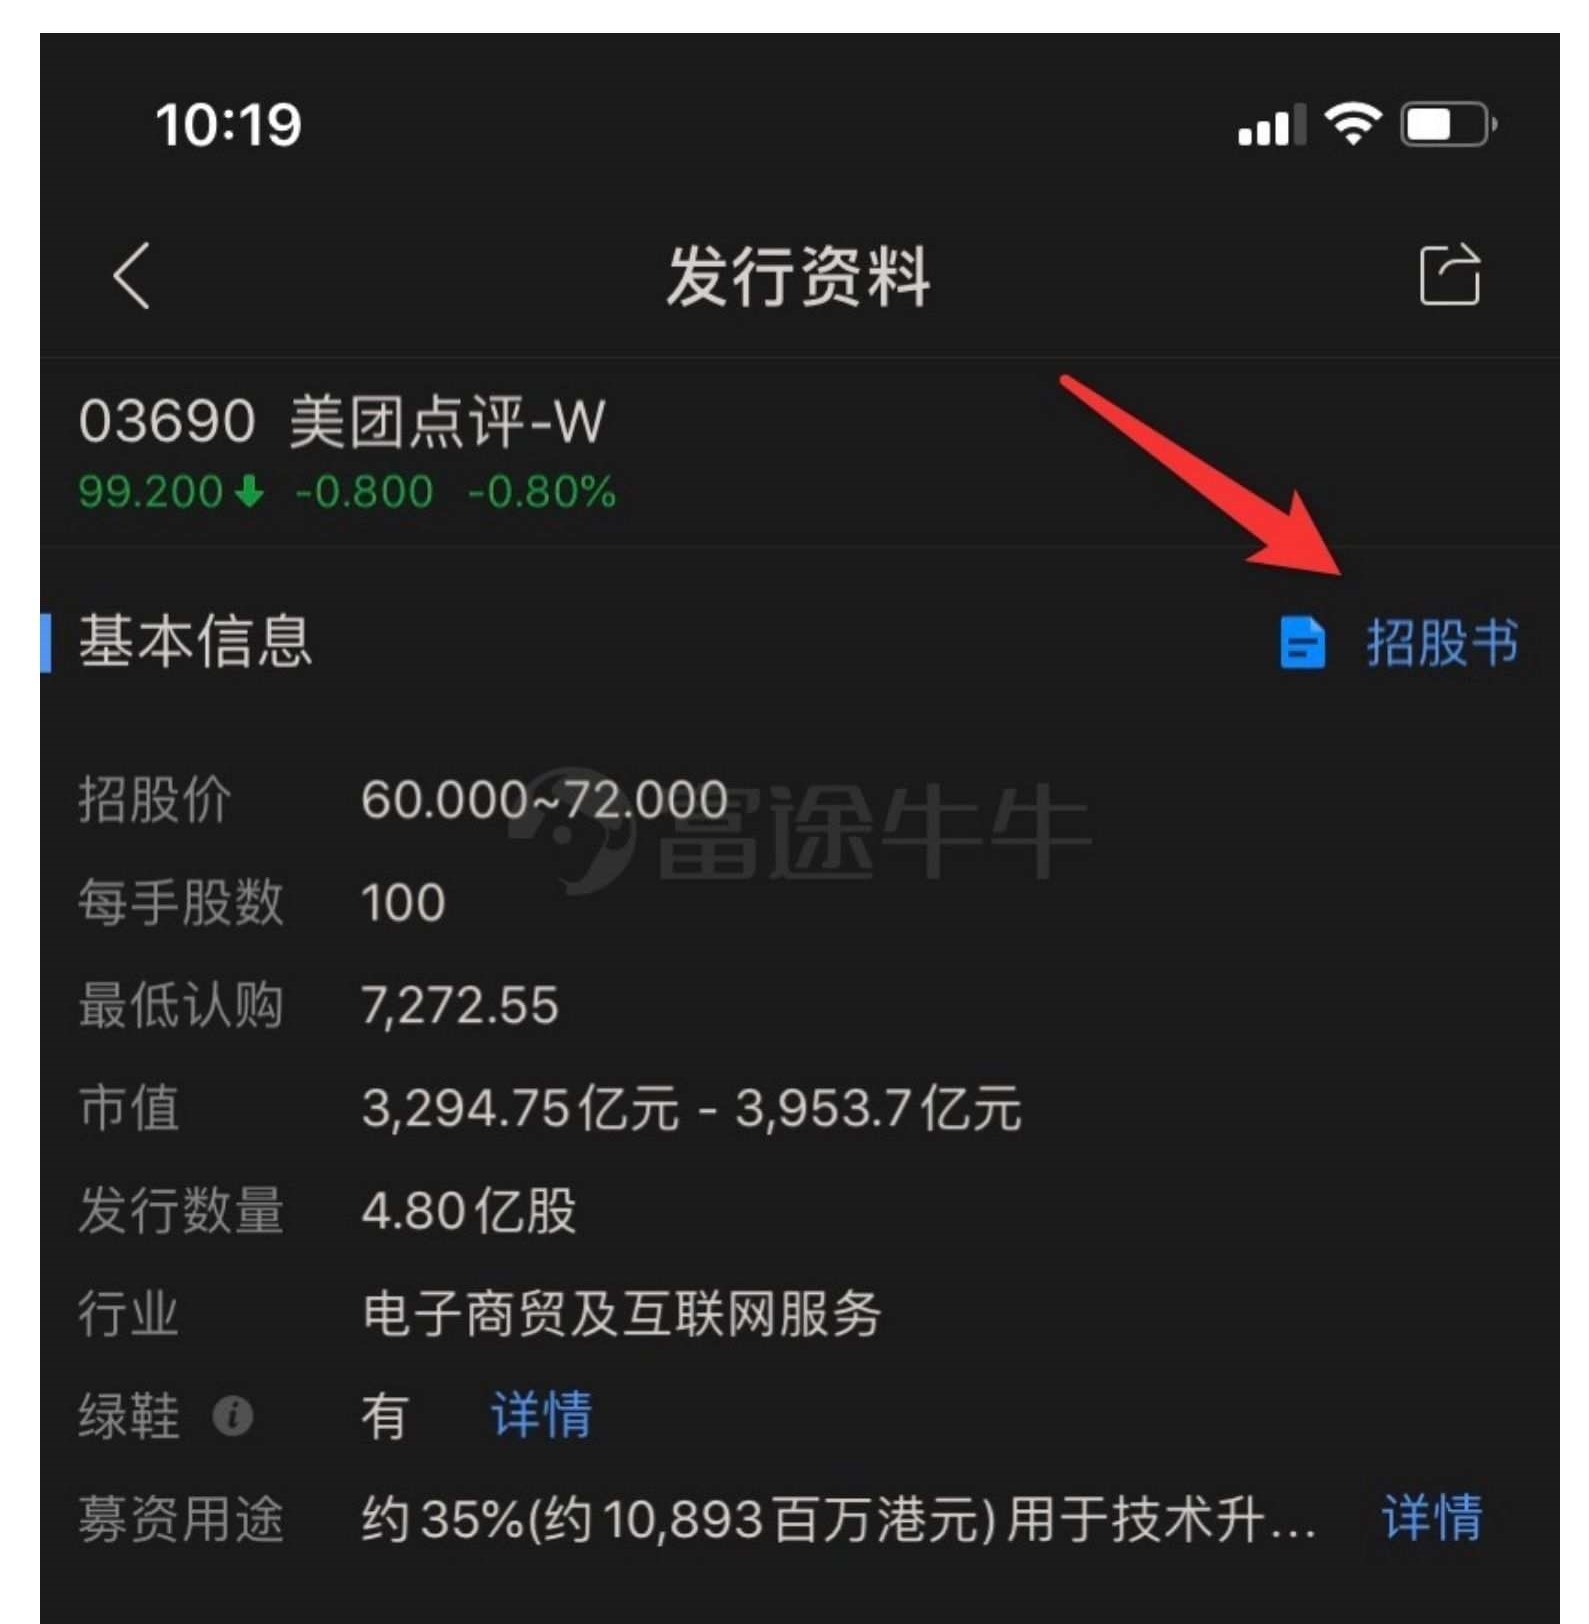 10:19
发行资料
03690 美团点评-W
99.200 -0.800 -0.80%
基本信息
招股书
招股价 60.000~72.000
富途牛牛
每手股数 100
最低认购 7,272.55
市值 3,294.75亿元 - 3,953.7亿元
发行数量 4.80亿股
行业 电子商贸及互联网服务
绿鞋 i 有 详情
募资用途 约35%(约10,893百万港元)用于技术升... 详情